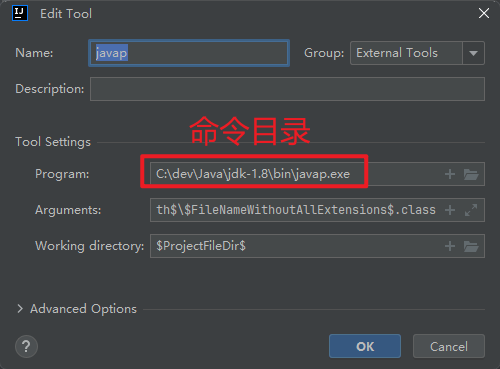 Edit Tool
Name: javap Group: External Tools
Description:
命令目录
Tool Settings
Program: C:\dev\Java\jdk-1.8\bin\javap.exe
Arguments: th$\$FileNameWithoutAllExtensions$.class
Working directory: $ProjectFileDir$
Advanced Options
? OK Cancel